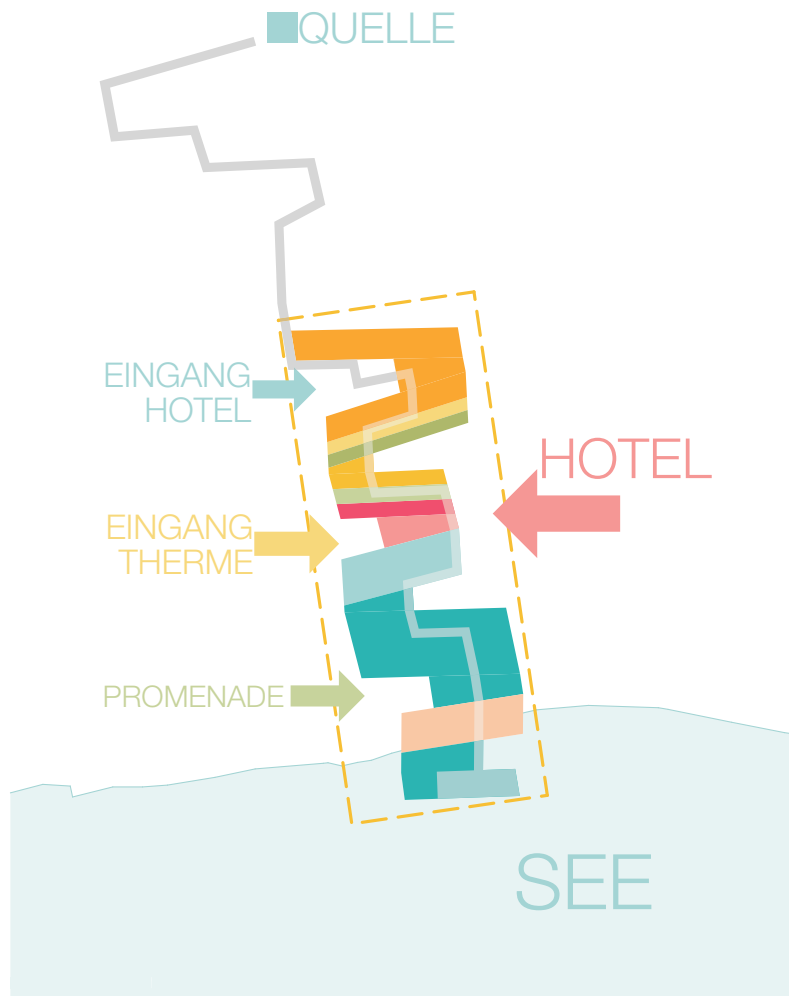 QUELLE
EINGANG
HOTEL
HOTEL
EINGANG
THERME
PROMENADE
SEE